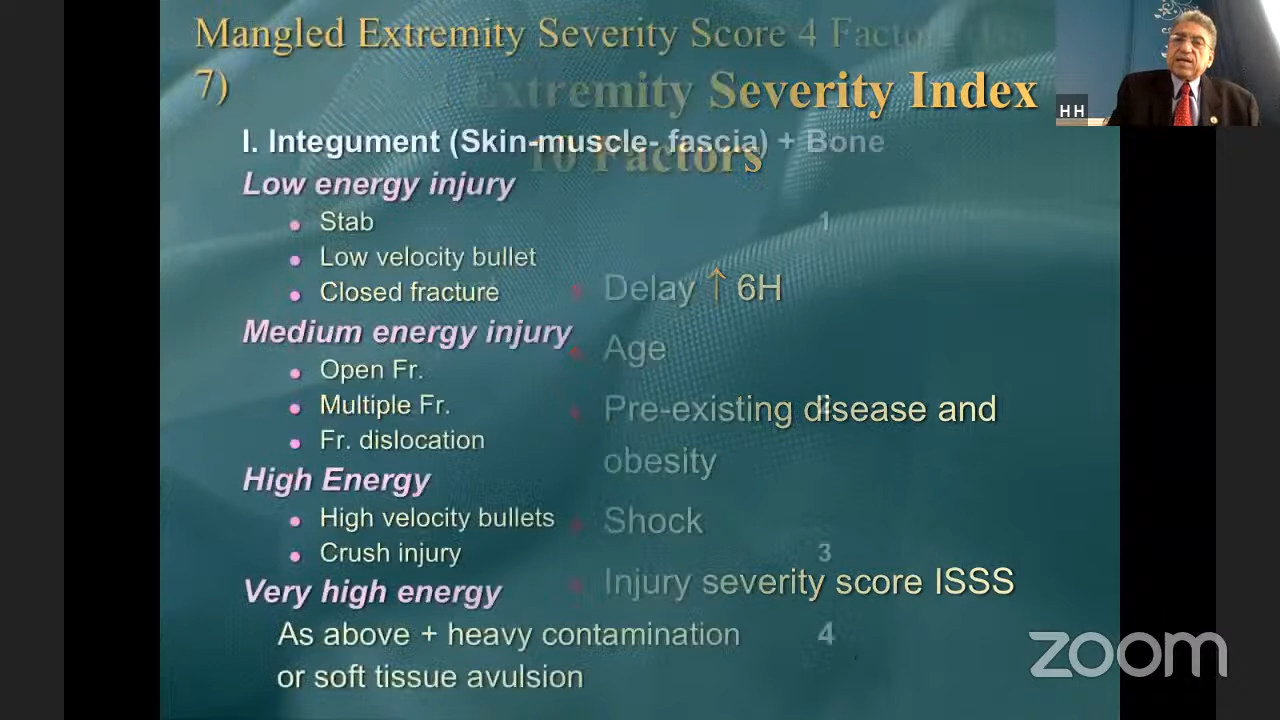 Mangled Extremity Severity Score 4 Factor
7)
Extremity Severity Index
10 Factors
I. Integument (Skin-muscle- fascia) + Bone
Low energy injury
• Stab 1
• Low velocity bullet
• Closed fracture
Medium energy injury
• Open Fr.
• Multiple Fr. 2
• Fr. dislocation
High Energy
• High velocity bullets
• Crush injury 3
Very high energy
As above + heavy contamination 4
or soft tissue avulsion
• Delay ↑ 6H
• Age
• Pre-existing disease and
obesity
• Shock
• Injury severity score ISSS
HH
zoom